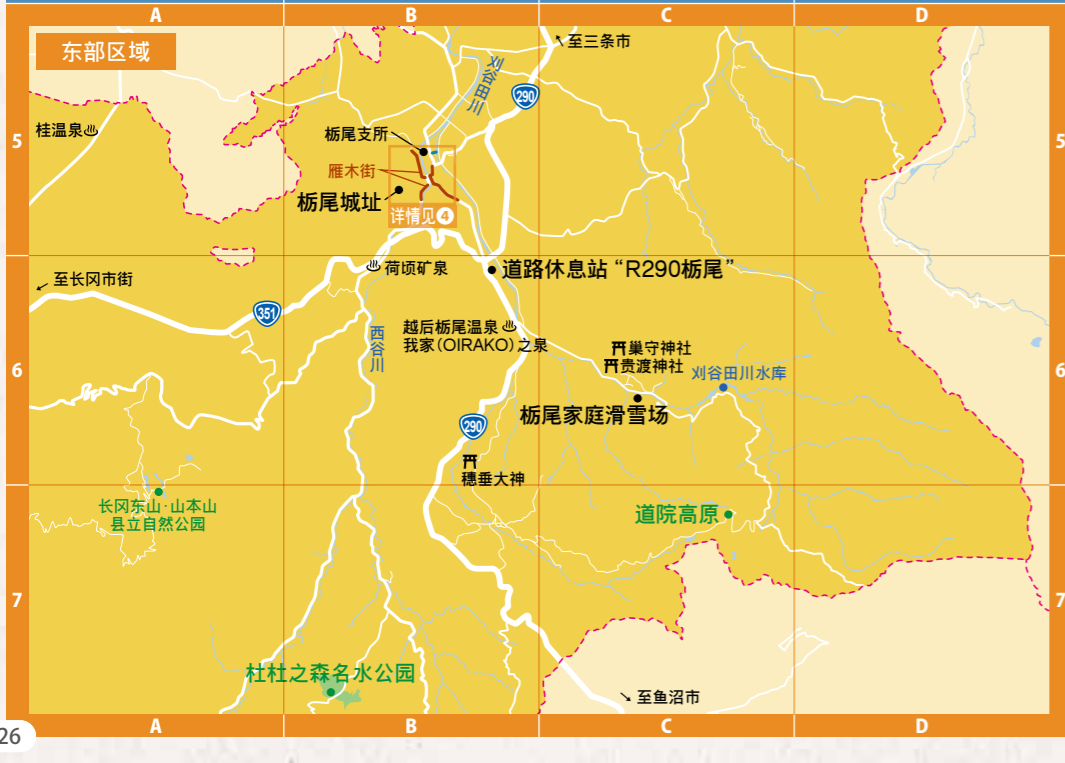 A
B
C
D
东部区域
至三条市
刈谷田川
290
5
桂温泉
栃尾支所
5
雁木街
栃尾城址
详情见4
荷顷矿泉
道路休息站“R290栃尾”
至长冈市街
351
西谷川
越后栃尾温泉
我家(OIRAKO)之泉
巢守神社
贵渡神社
刈谷田川水库
6
6
栃尾家庭滑雪场
290
穗垂大神
长冈东山·山本山
县立自然公园
道院高原
7
7
杜杜之森名水公园
至鱼沼市
A
B
C
D
26